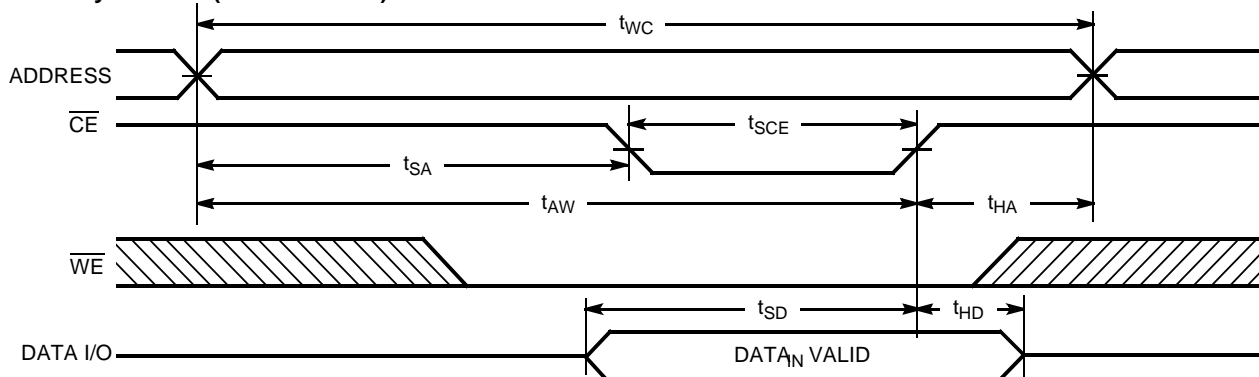 tWC
ADDRESS
CE
tSCE
tSA
tAW
tHA
WE
tSD
tHD
DATA I/O
DATAIN VALID